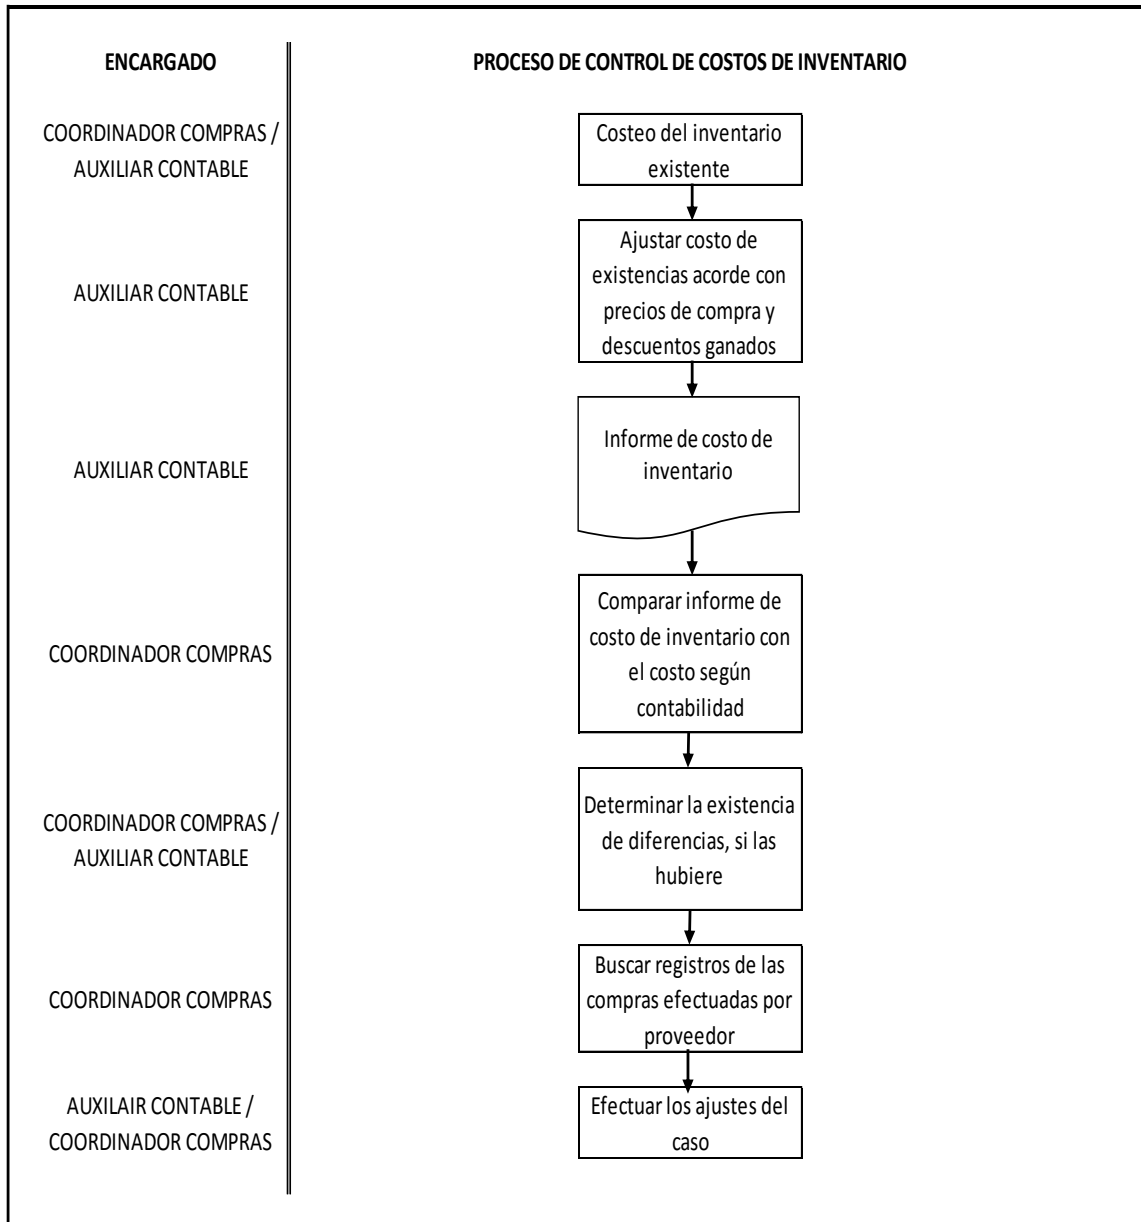 ENCARGADO
PROCESO DE CONTROL DE COSTOS DE INVENTARIO
COORDINADOR COMPRAS /
AUXILIAR CONTABLE
Costeo del inventario
existente
AUXILIAR CONTABLE
Ajustar costo de
existencias acorde con
precios de compra y
descuentos ganados
AUXILIAR CONTABLE
Informe de costo de
inventario
COORDINADOR COMPRAS
Comparar informe de
costo de inventario con
el costo según
contabilidad
COORDINADOR COMPRAS /
AUXILIAR CONTABLE
Determinar la existencia
de diferencias, si las
hubiere
COORDINADOR COMPRAS
Buscar registros de las
compras efectuadas por
proveedor
AUXILAIR CONTABLE /
COORDINADOR COMPRAS
Efectuar los ajustes del
caso